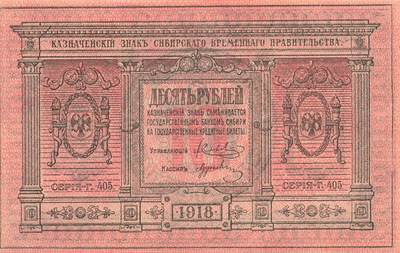 КАЗНАЧЕЙСКІЙ ЗНАКЪ СИБИРСКАГО ВРЕМЕННАГО ПРАВИТЕЛЬСТВА.
ДЕСЯТЬ РУБЛЕЙ
КАЗНАЧЕЙСКІЙ ЗНАКЪ ОБМѢНИВАЕТСЯ
ГОСУДАРСТВЕННЫМЪ БАНКОМЪ СИБИРИ
НА ГОСУДАРСТВЕННЫЕ КРЕДИТНЫЕ БИЛЕТЫ.
УПРАВЛЯЮЩІЙ
КАССИРЪ
СЕРІЯ-Г. 405.
СЕРІЯ-Г. 405.
1918